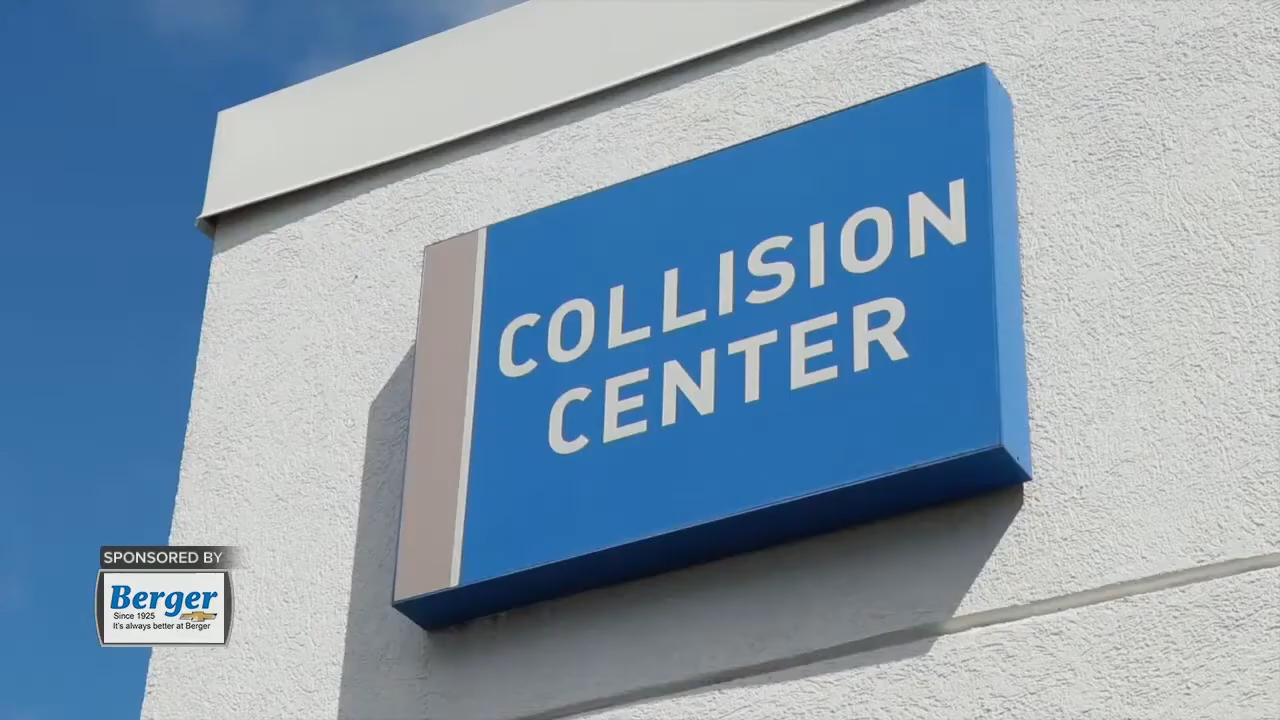 COLLISION
CENTER
SPONSORED BY
Berger
Since 1925
It's always better at Berger